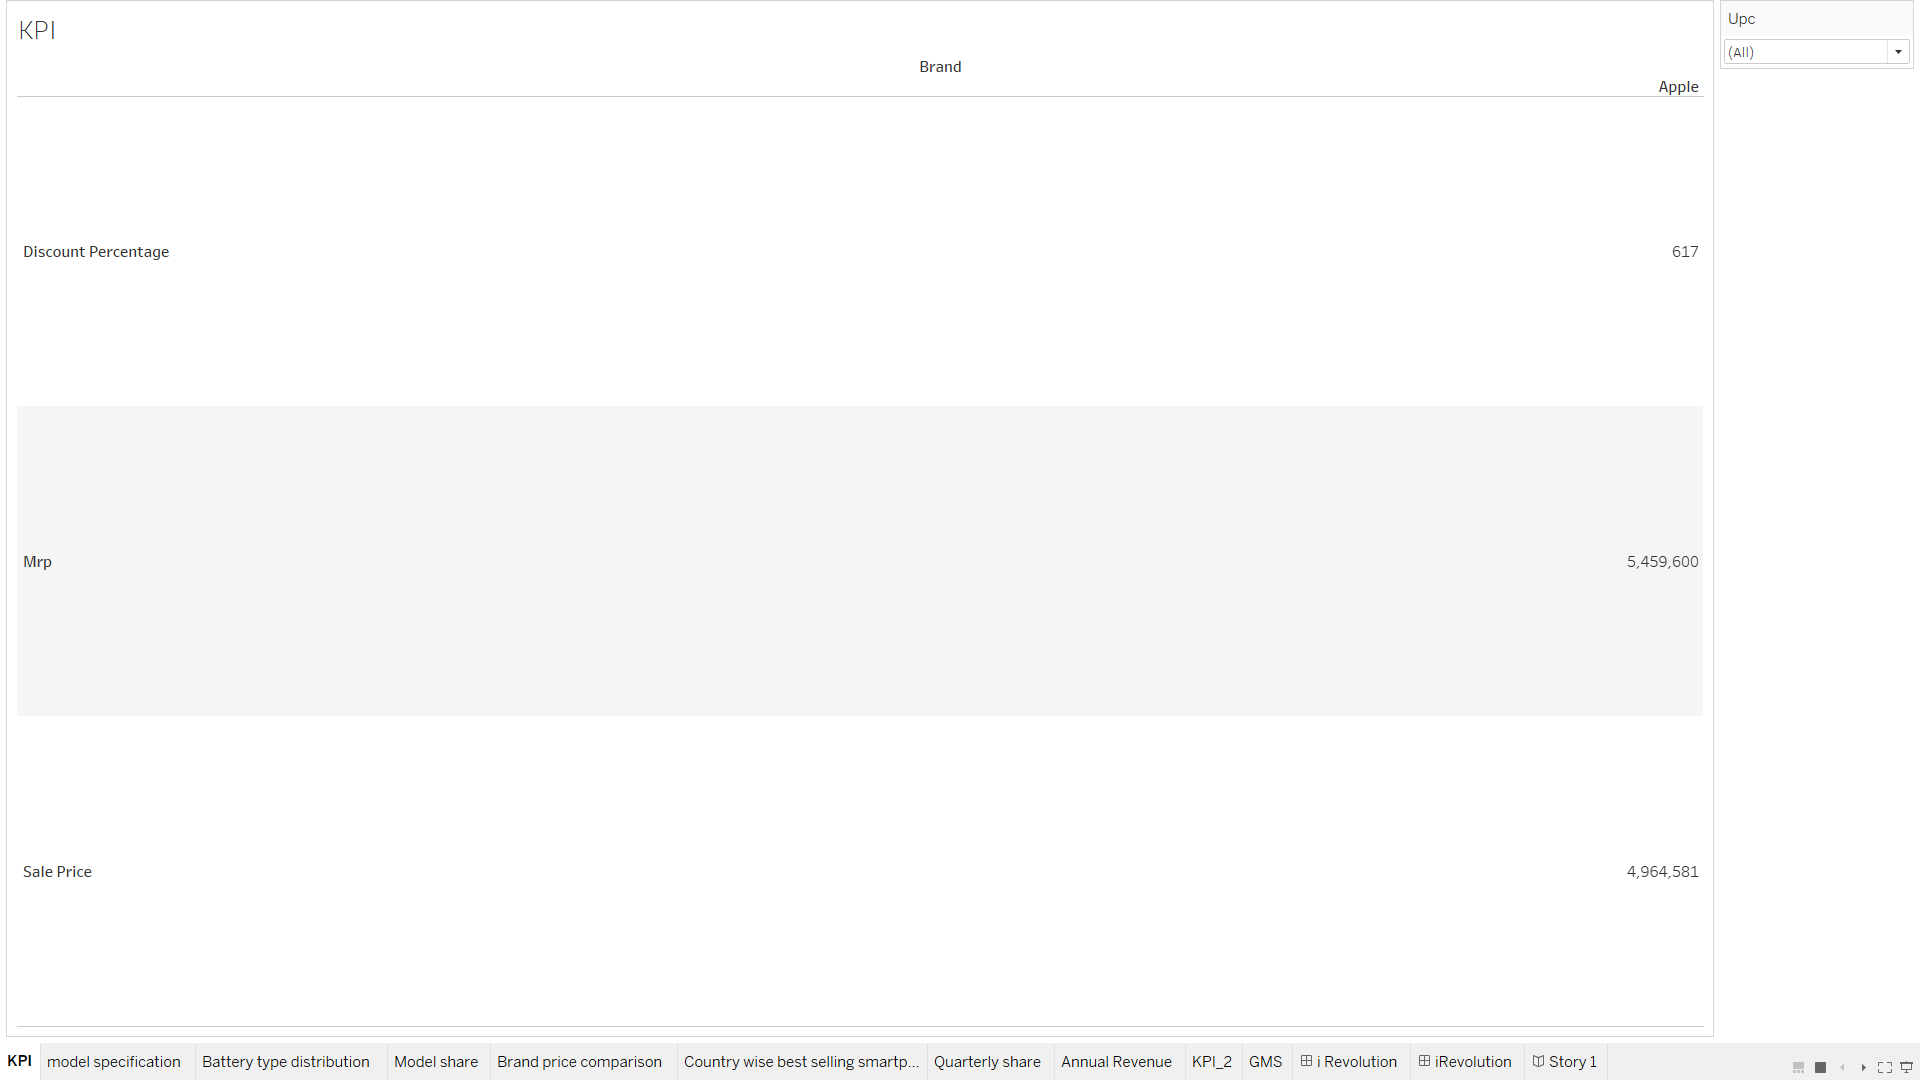 KPI
Upc
(All)
Brand
Apple
Discount Percentage 617
Mrp 5,459,600
Sale Price 4,964,581
KPI model specification Battery type distribution Model share Brand price comparison Country wise best selling smartp... Quarterly share Annual Revenue KPI_2 GMS i Revolution iRevolution Story 1